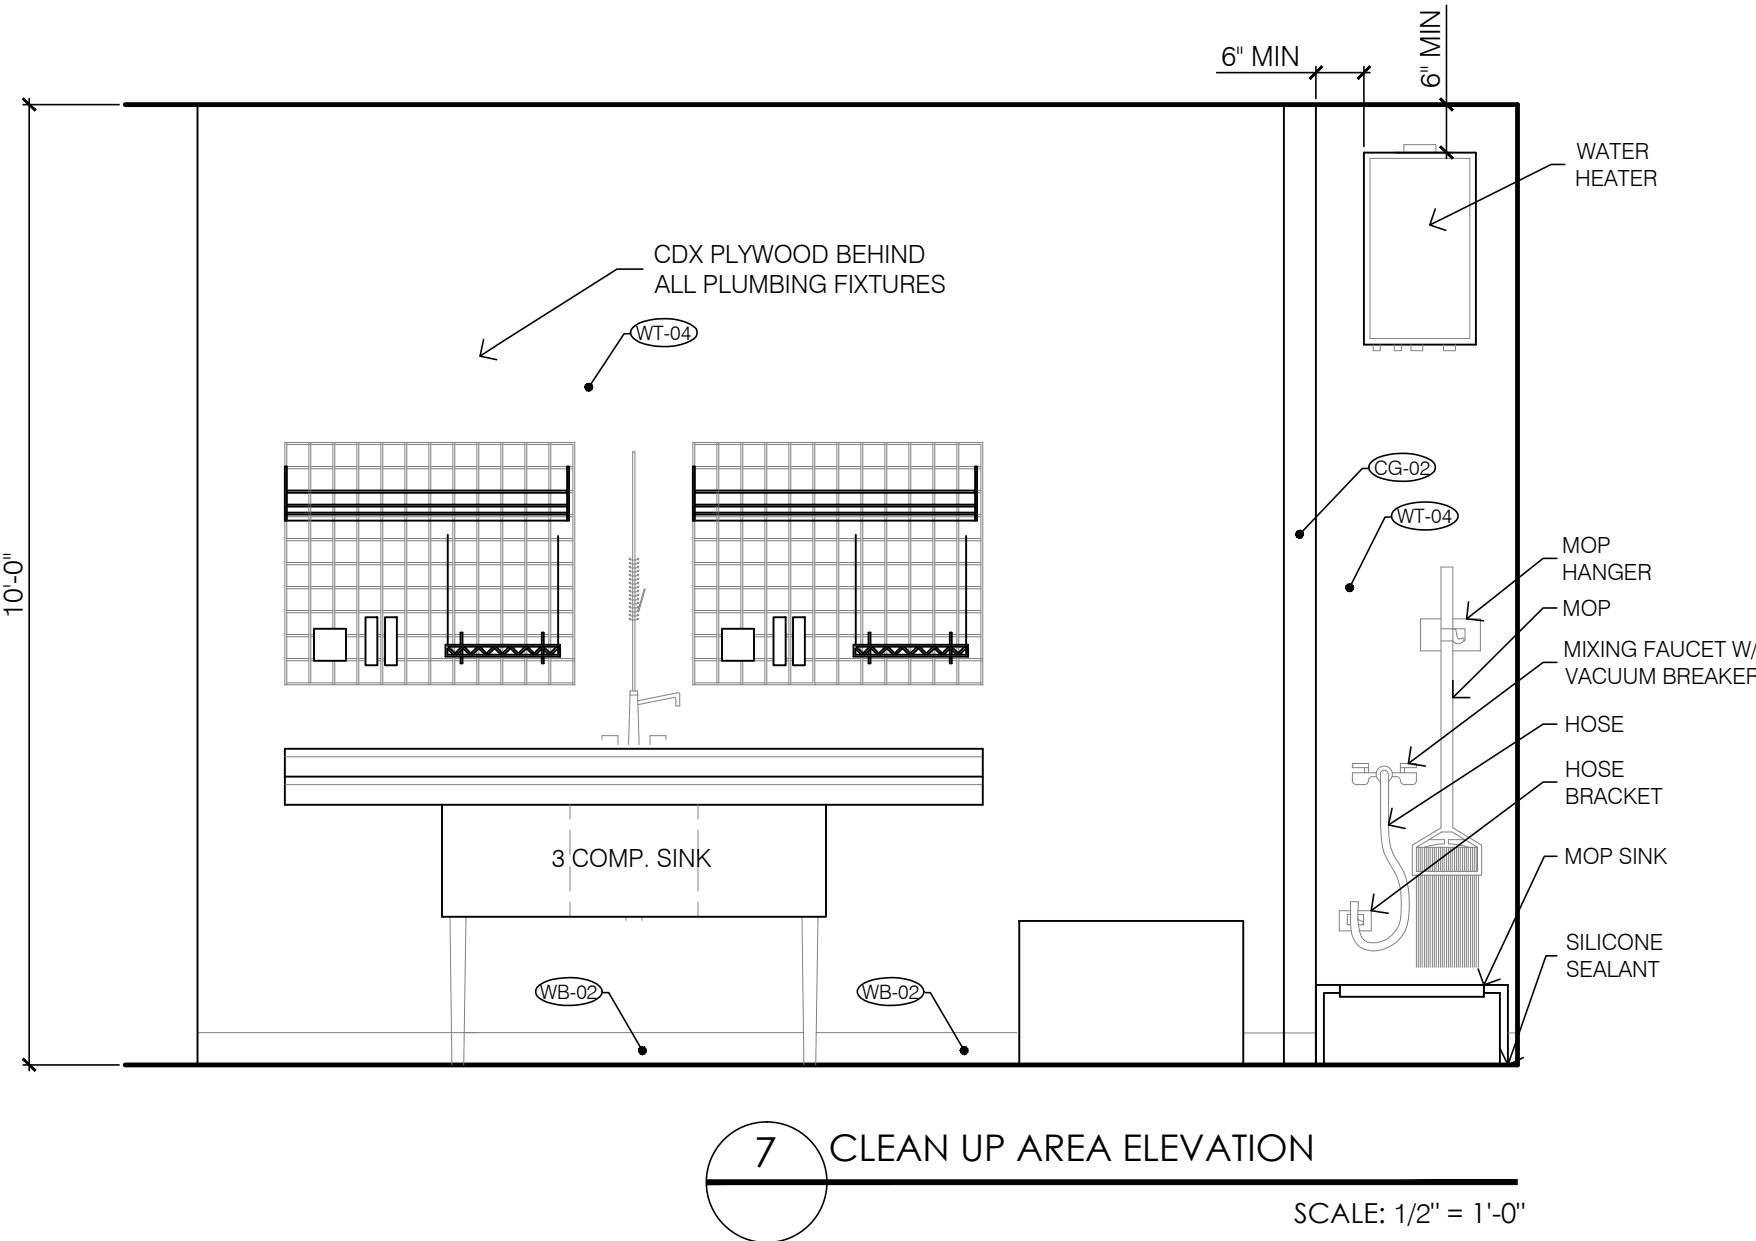 6" MIN
6" MIN
WATER
HEATER
CDX PLYWOOD BEHIND
ALL PLUMBING FIXTURES
WT-04
CG-02
WT-04
10'-0"
MOP
HANGER
MOP
MIXING FAUCET W/
VACUUM BREAKER
HOSE
HOSE
BRACKET
3 COMP. SINK
MOP SINK
SILICONE
SEALANT
WB-02
WB-02
7
CLEAN UP AREA ELEVATION
SCALE: 1/2" = 1'-0"